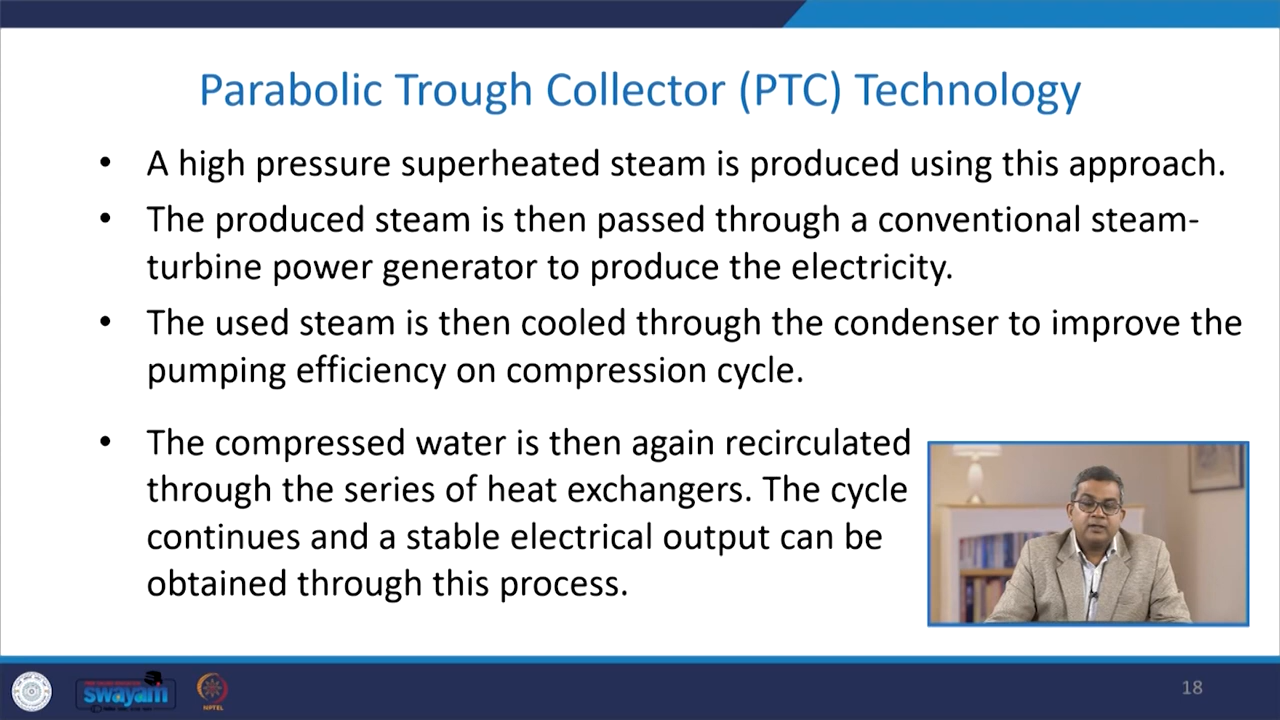 Parabolic Trough Collector (PTC) Technology
• A high pressure superheated steam is produced using this approach.
• The produced steam is then passed through a conventional steam-
turbine power generator to produce the electricity.
• The used steam is then cooled through the condenser to improve the
pumping efficiency on compression cycle.
• The compressed water is then again recirculated
through the series of heat exchangers. The cycle
continues and a stable electrical output can be
obtained through this process.
swayam
NPTEL
18